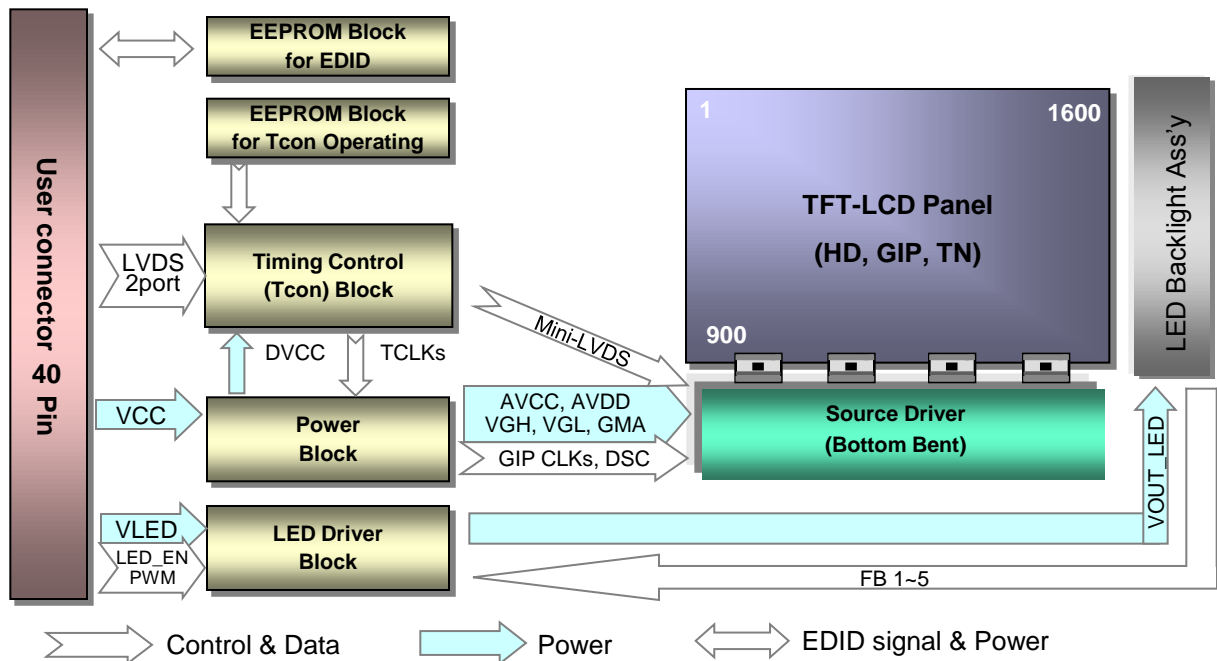 User connector 40 Pin
EEPROM Block
for EDID
EEPROM Block
for Tcon Operating
LVDS
2port
Timing Control
(Tcon) Block
DVCC
TCLKs
VCC
Power
Block
VLED
LED_EN
PWM
LED Driver
Block
Mini-LVDS
AVCC, AVDD
VGH, VGL, GMA
GIP CLKs, DSC
1
1600
TFT-LCD Panel
(HD, GIP, TN)
900
Source Driver
(Bottom Bent)
LED Backlight Ass'y
VOUT_LED
FB 1~5
Control & Data
Power
EDID signal & Power